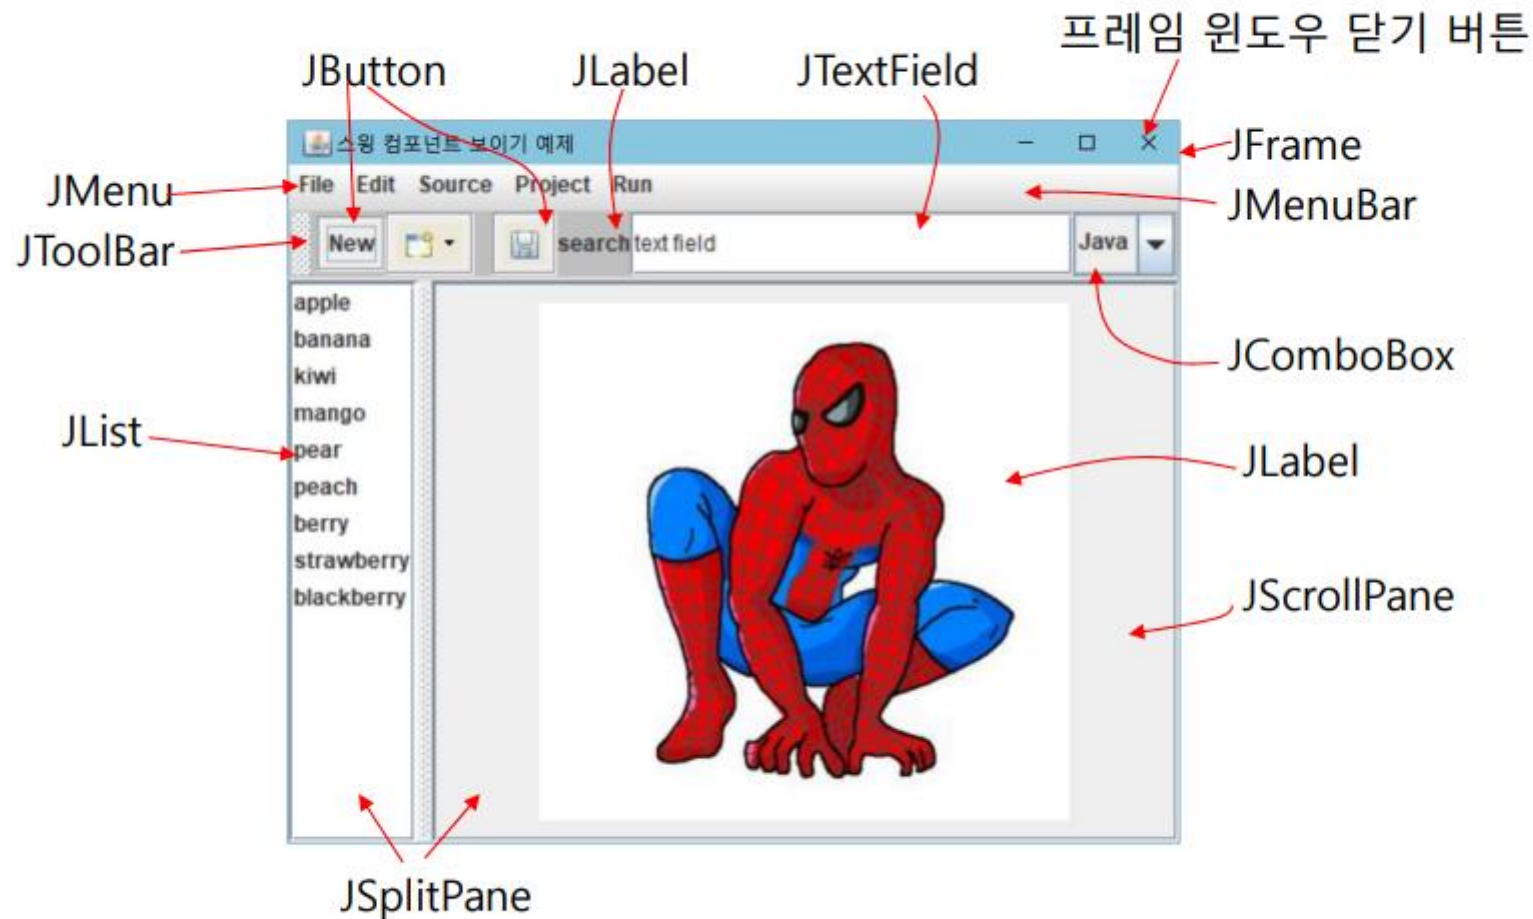 프레임 윈도우 닫기 버튼
JButton
JLabel
JTextField
스윙 컴포넌트 보이기 예제
JFrame
JMenu
File Edit Source Project Run
JMenuBar
JToolBar
New
search
text field
Java
apple
banana
kiwi
mango
pear
peach
berry
strawberry
blackberry
JComboBox
JList
JLabel
JScrollPane
JSplitPane